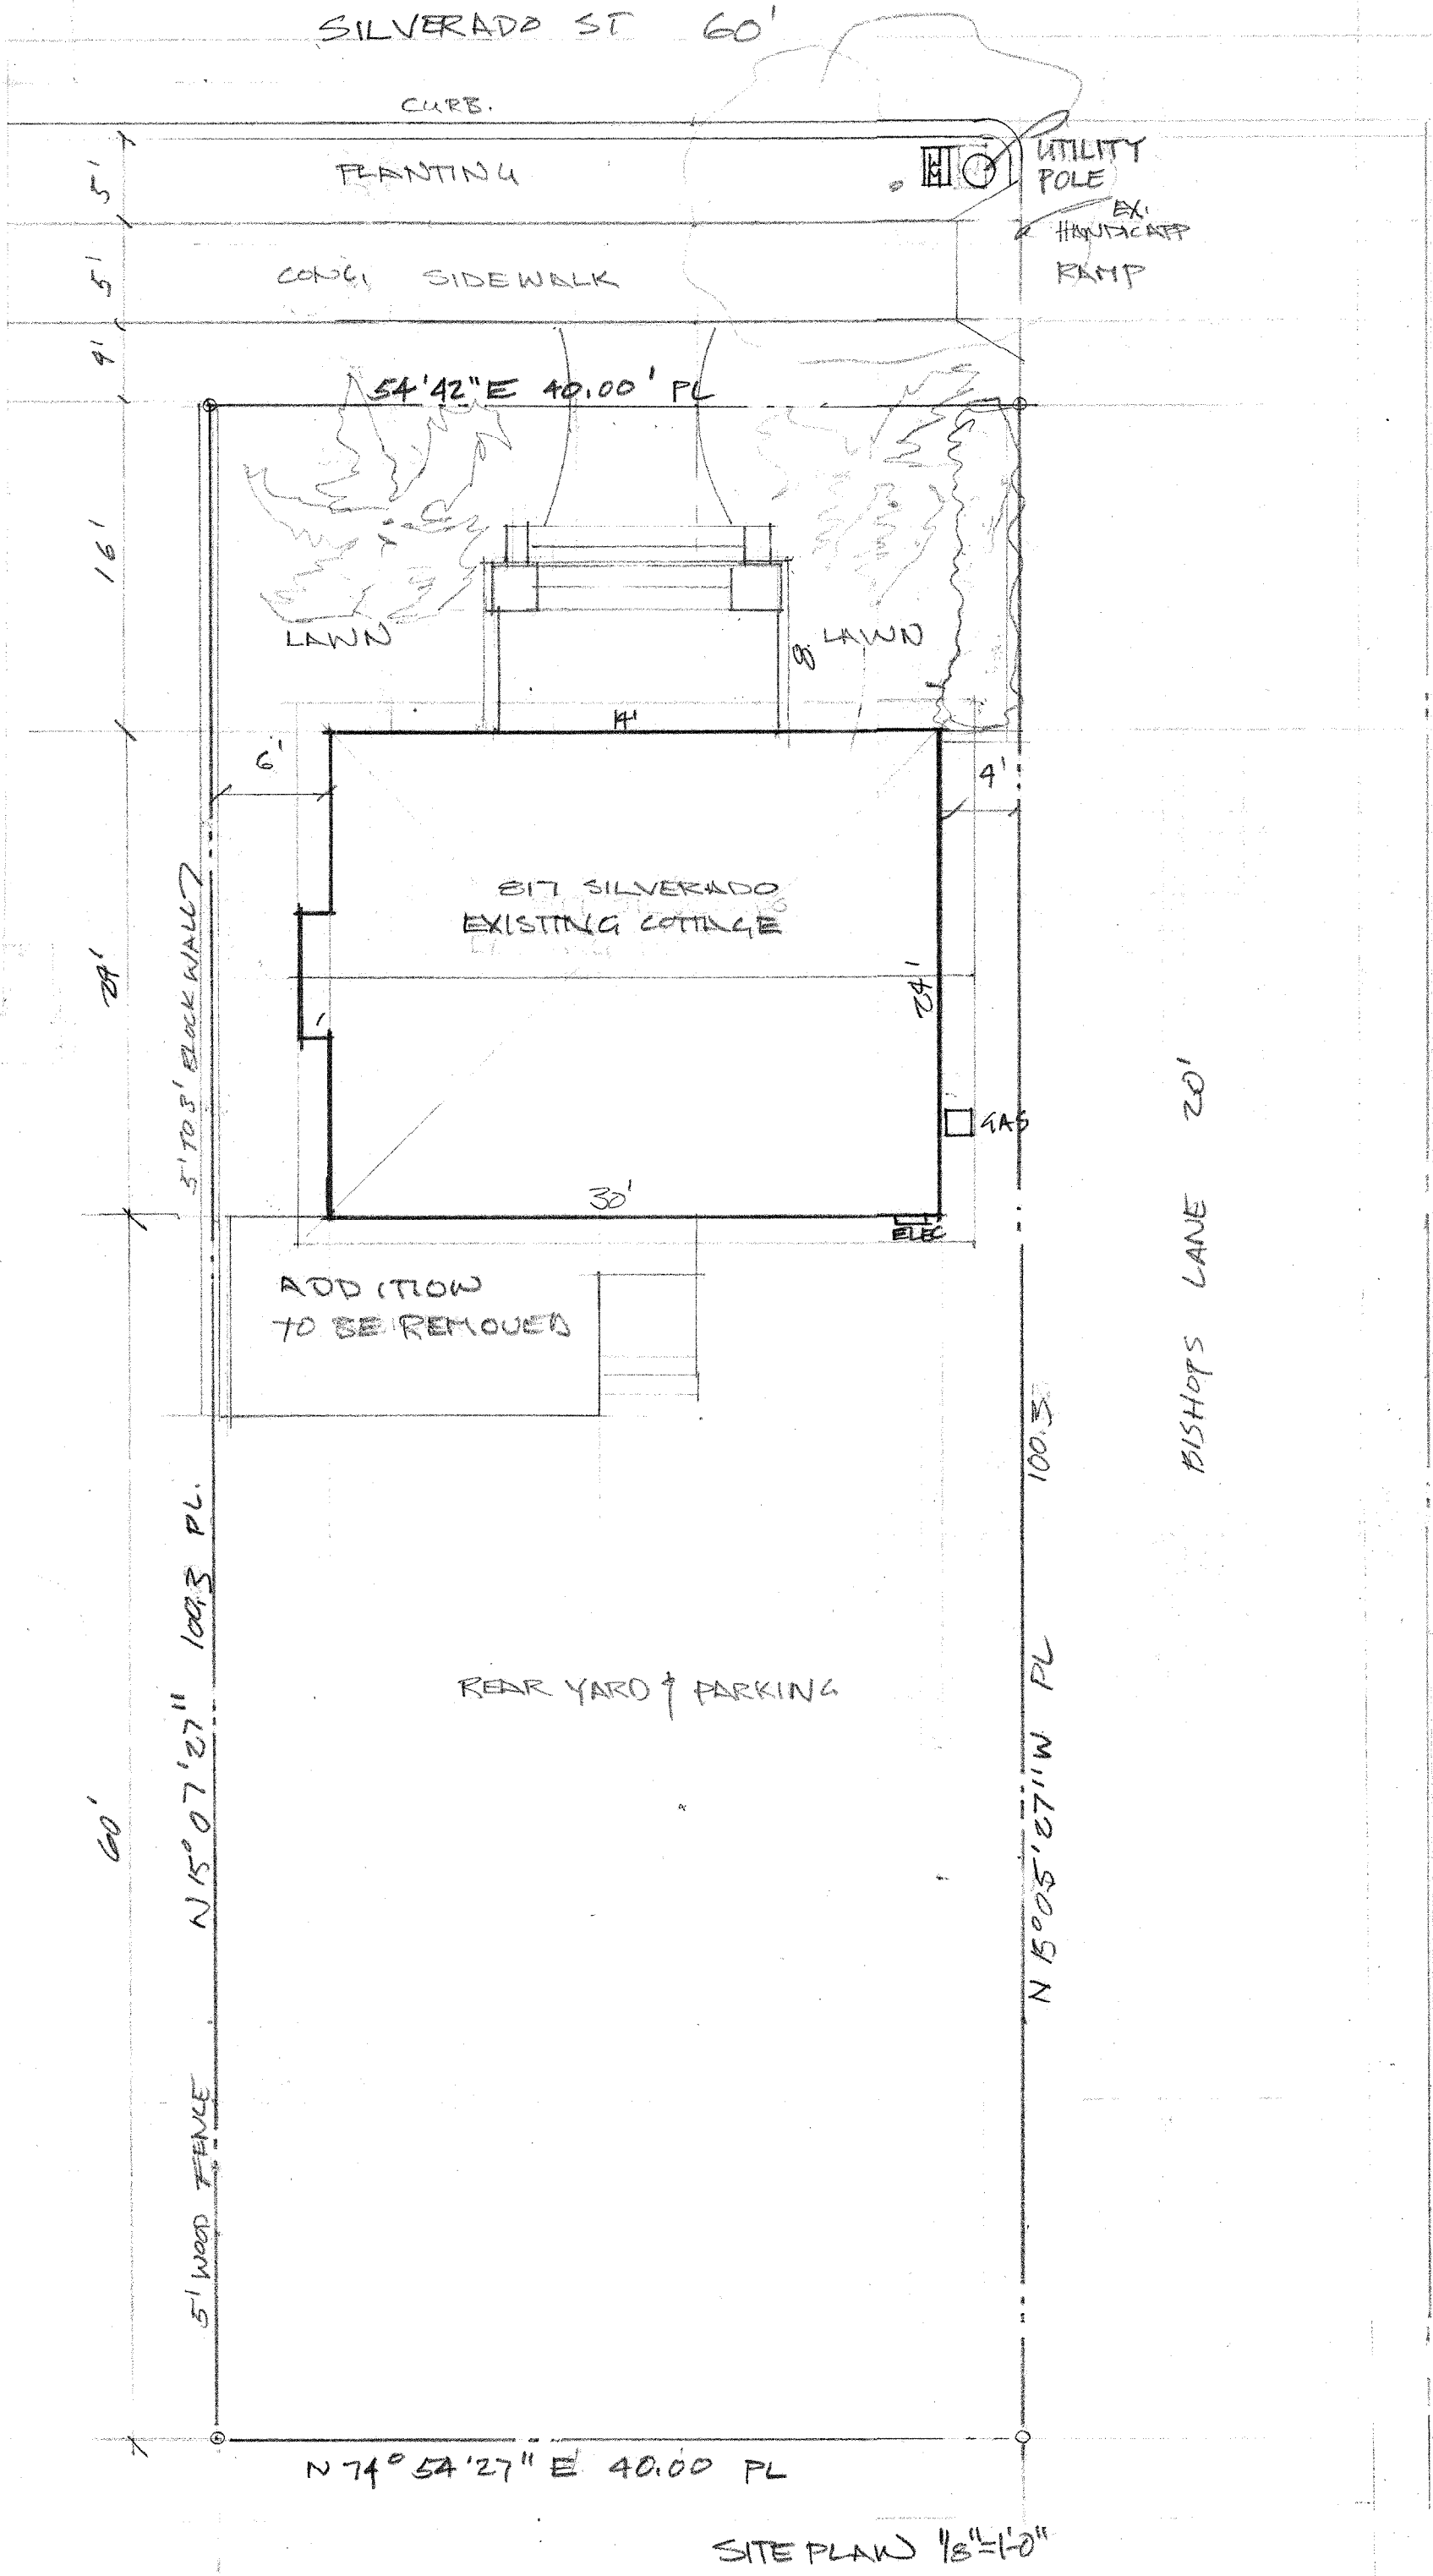 SILVERADO ST 60'
CURB.
5'
PLANTING
WM
UTILITY
POLE
EX.
HANDICAPP
RAMP
5'
CONC. SIDEWALK
4'
54'42"E 40.00' PL
16'
LAWN
8'
LAWN
14'
6'
4'
817 SILVERADO
EXISTING COTTAGE
5' TO 3' BLOCK WALL
24'
24'
GAS
20'
BISHOPS LANE
30'
ELEC
ADDITION
TO BE REMOVED
100.3
N 15° 07'27" 100.3 PL.
REAR YARD & PARKING
N 15° 05'27"W PL
60'
5' WOOD FENCE
N 74° 54'27" E 40.00 PL
SITE PLAN 1/8"=1'-0"